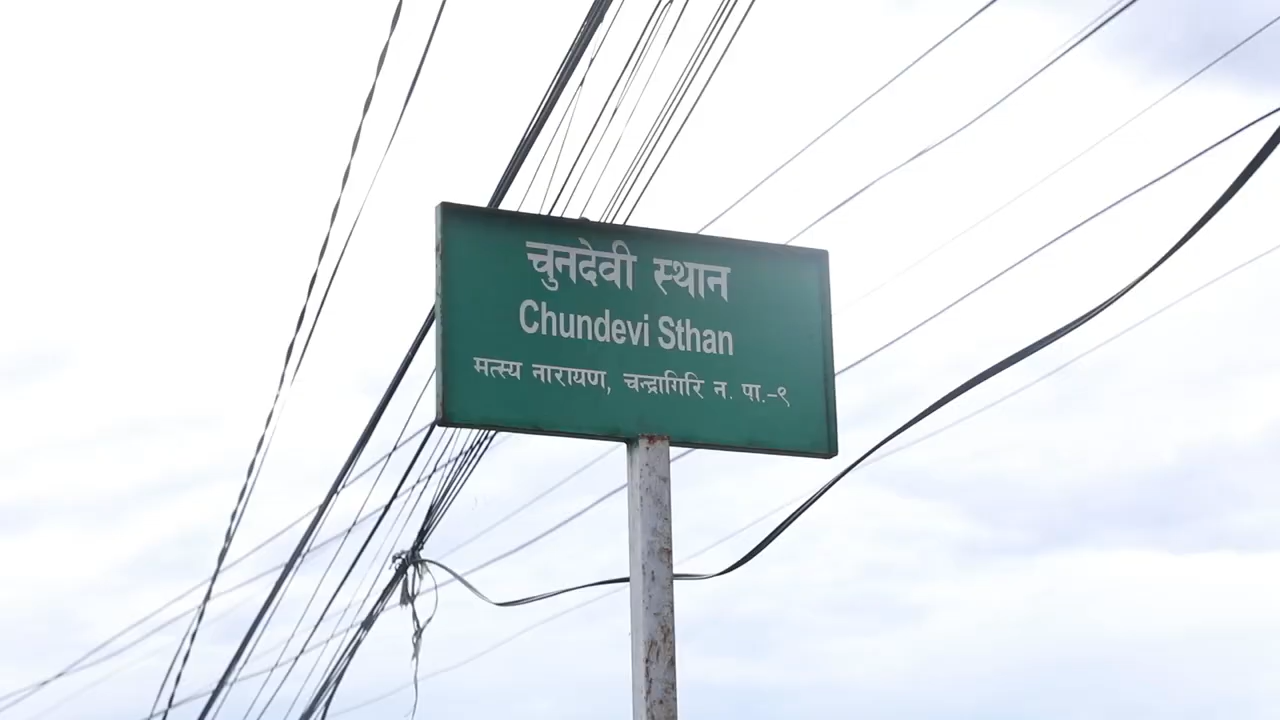 चुनदेवी स्थान
Chundevi Sthan
मत्स्य नारायण, चन्द्रागिरि न. पा.-९